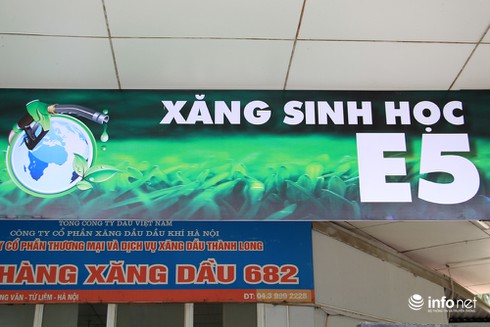 XĂNG SINH HỌC
E5
TỔNG CÔNG TY DẦU VIỆT NAM
CÔNG TY CỔ PHẦN XĂNG DẦU DẦU KHÍ HÀ NỘI
CỔ PHẦN THƯƠNG MẠI VÀ DỊCH VỤ XĂNG DẦU THÀNH LONG
HÀNG XĂNG DẦU 682
VĂN - TỪ LIÊM - HÀ NỘI
infonet